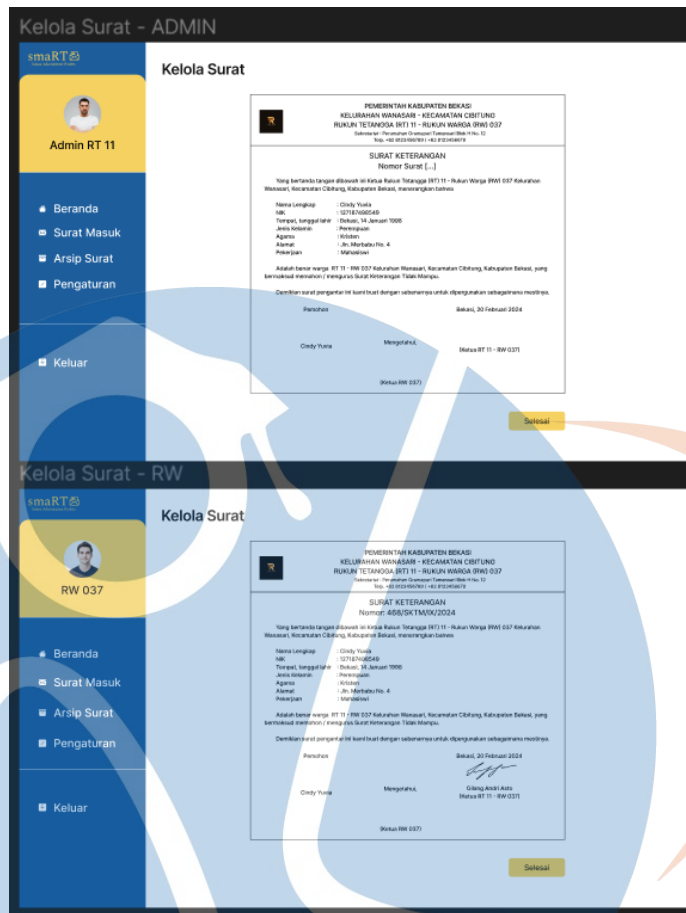 Kelola Surat - ADMIN
smaRT
Kelola Surat
Admin RT 11
Beranda
Surat Masuk
Arsip Surat
Pengaturan
Keluar
PEMERINTAH KABUPATEN BEKASI
KELURAHAN WANASARI - KECAMATAN CIBITUNG
RUKUN TETANGGA (RT) 11 - RUKUN WARGA (RW) 037
SURAT KETERANGAN
Nomor Surat [...]
Yang bertanda tangan dibawah ini Ketua Rukun Tetangga (RT) 11 - Rukun Warga (RW) 037 Kelurahan
Wanasari, Kecamatan Cibitung, Kabupaten Bekasi, menerangkan bahwa
Nama Lengkap : Cindy Yuvia
NIK : 127187498549
Tempat, tanggal lahir : Bekasi, 14 Januari 1998
Jenis Kelamin : Perempuan
Agama : Kristen
Alamat : Jln. Marbabu No. 4
Pekerjaan : Mahasiswi
Adalah benar warga RT 11 - RW 037 Kelurahan Wanasari, Kecamatan Cibitung, Kabupaten Bekasi, yang
bermaksud memohon / mengurus Surat Keterangan Tidak Mampu.
Demikian surat pengantar ini kami buat dengan sebenarnya untuk dipergunakan sebagaimana mestinya.
Pemohon Bekasi, 20 Februari 2024
Cindy Yuvia Mengetahui, (Ketua RT 11 - RW 037)
(Ketua RW 037)
Selesai
Kelola Surat - RW
smaRT
Kelola Surat
RW 037
Beranda
Surat Masuk
Arsip Surat
Pengaturan
Keluar
PEMERINTAH KABUPATEN BEKASI
KELURAHAN WANASARI - KECAMATAN CIBITUNG
RUKUN TETANGGA (RT) 11 - RUKUN WARGA (RW) 037
SURAT KETERANGAN
Nomor: 468/SKTM/IX/2024
Yang bertanda tangan dibawah ini Ketua Rukun Tetangga (RT) 11 - Rukun Warga (RW) 037 Kelurahan
Wanasari, Kecamatan Cibitung, Kabupaten Bekasi, menerangkan bahwa
Nama Lengkap : Cindy Yuvia
NIK : 127187498549
Tempat, tanggal lahir : Bekasi, 14 Januari 1998
Jenis Kelamin : Perempuan
Agama : Kristen
Alamat : Jln. Marbabu No. 4
Pekerjaan : Mahasiswi
Adalah benar warga RT 11 - RW 037 Kelurahan Wanasari, Kecamatan Cibitung, Kabupaten Bekasi, yang
bermaksud memohon / mengurus Surat Keterangan Tidak Mampu.
Demikian surat pengantar ini kami buat dengan sebenarnya untuk dipergunakan sebagaimana mestinya.
Pemohon Bekasi, 20 Februari 2024
Cindy Yuvia Mengetahui, Gilang Andri Asto
(Ketua RT 11 - RW 037)
(Ketua RW 037)
Selesai